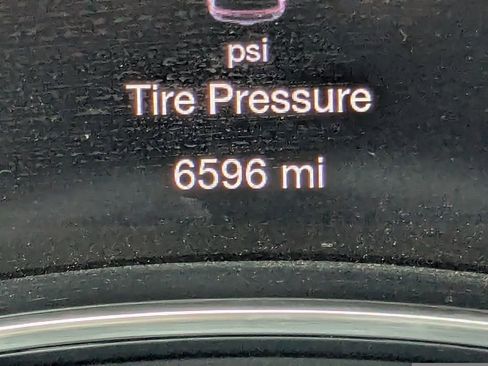 psi
Tire Pressure
6596 mi